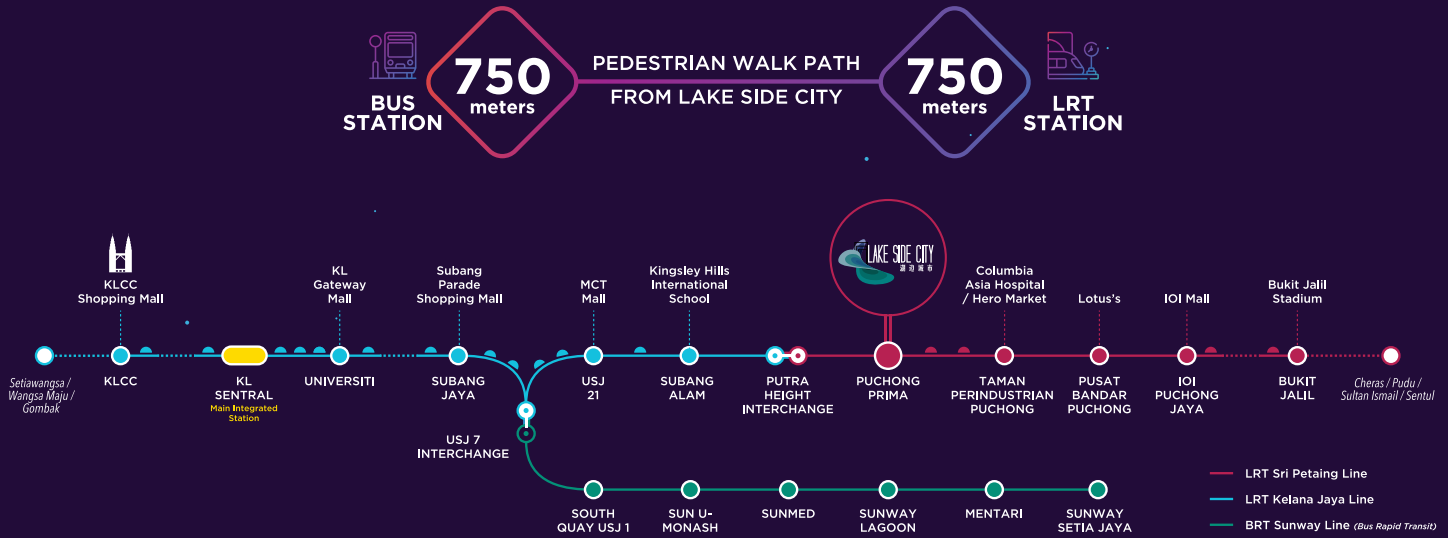 750
meters
BUS
STATION
PEDESTRIAN WALK PATH
FROM LAKE SIDE CITY
750
meters
LRT
STATION
KLCC
Shopping Mall
KL
Gateway
Mall
Subang
Parade
Shopping Mall
MCT
Mall
Kingsley Hills
International
School
LAKE SIDE CITY
湖边城市
Columbia
Asia Hospital
/ Hero Market
Lotus's
IOI Mall
Bukit Jalil
Stadium
Setiawangsa /
Wangsa Maju /
Gombak
KLCC
KL
SENTRAL
Main Integrated
Station
UNIVERSITI
SUBANG
JAYA
USJ 7
INTERCHANGE
USJ
21
SUBANG
ALAM
PUTRA
HEIGHT
INTERCHANGE
PUCHONG
PRIMA
TAMAN
PERINDUSTRIAN
PUCHONG
PUSAT
BANDAR
PUCHONG
IOI
PUCHONG
JAYA
BUKIT
JALIL
Cheras / Pudu /
Sultan Ismail / Sentul
SOUTH
QUAY USJ 1
SUN U-
MONASH
SUNMED
SUNWAY
LAGOON
MENTARI
SUNWAY
SETIA JAYA
LRT Sri Petaing Line
LRT Kelana Jaya Line
BRT Sunway Line (Bus Rapid Transit)